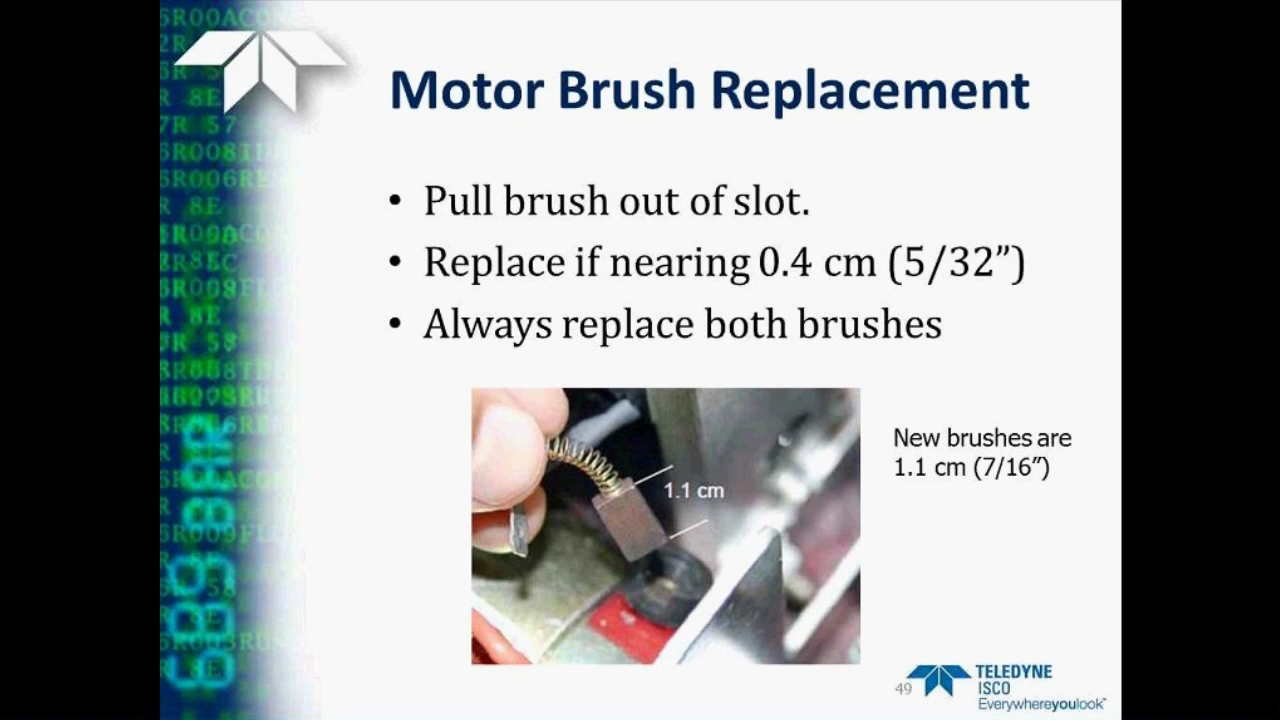 Motor Brush Replacement
• Pull brush out of slot.
• Replace if nearing 0.4 cm (5/32”)
• Always replace both brushes
1.1 cm
New brushes are
1.1 cm (7/16”)
49
TELEDYNE
ISCO
Everywhereyoulook™